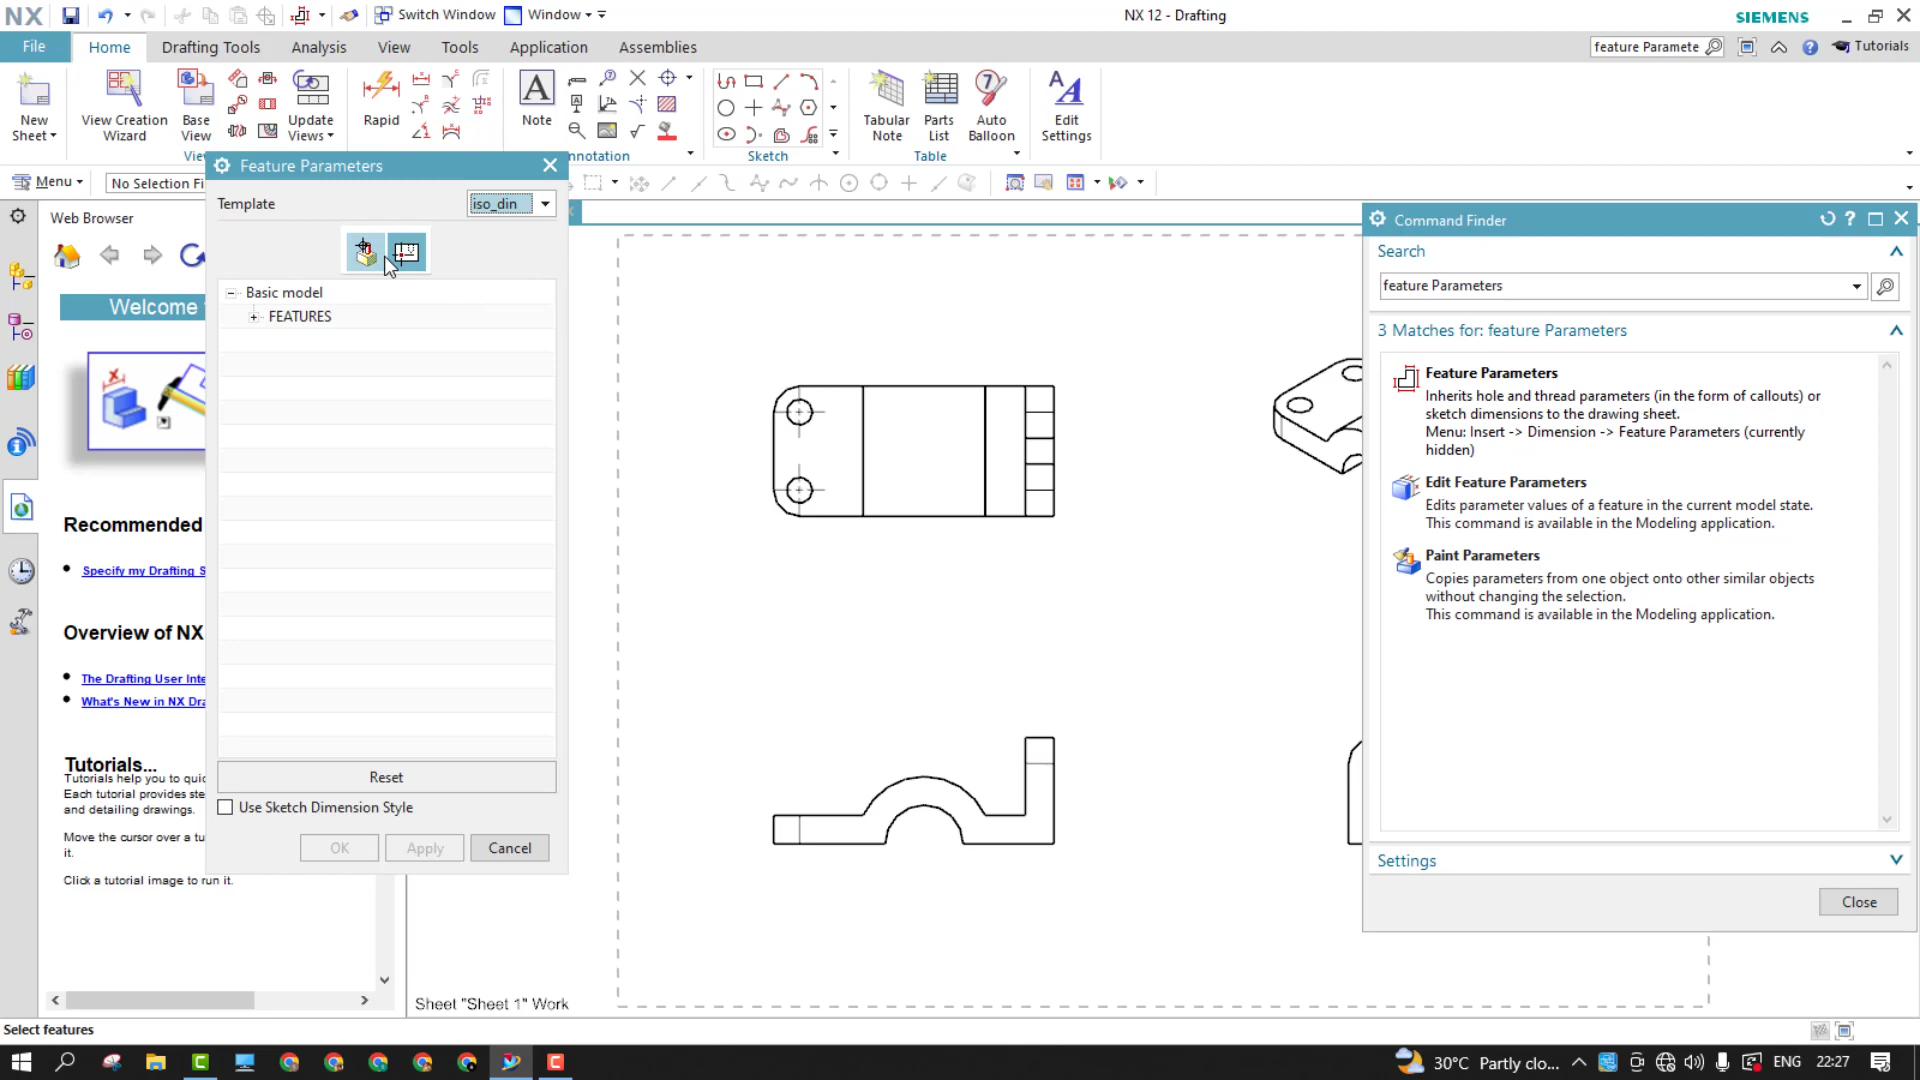 NX
Switch Window
Window
NX 12 - Drafting
SIEMENS
File
Home
Drafting Tools
Analysis
View
Tools
Application
Assemblies
feature Paramete
Tutorials
New
Sheet
View Creation
Wizard
Base
View
Update
Views
Rapid
A
Note
Tabular
Note
Parts
List
7
Auto
Balloon
Edit
Settings
Annotation
Sketch
Table
Menu
No Selection Fi
Feature Parameters
Template
iso_din
Basic model
FEATURES
Reset
Use Sketch Dimension Style
OK
Apply
Cancel
Web Browser
Welcome
Recommended
Specify my Drafting S
Overview of NX
The Drafting User Inte
What's New in NX Dra
Tutorials...
Tutorials help you to quic
Each tutorial provides ste
and detailing drawings.
Move the cursor over a tu
it.
Click a tutorial image to run it.
Command Finder
Search
feature Parameters
3 Matches for: feature Parameters
Feature Parameters
Inherits hole and thread parameters (in the form of callouts) or
sketch dimensions to the drawing sheet.
Menu: Insert -> Dimension -> Feature Parameters (currently
hidden)
Edit Feature Parameters
Edits parameter values of a feature in the current model state.
This command is available in the Modeling application.
Paint Parameters
Copies parameters from one object onto other similar objects
without changing the selection.
This command is available in the Modeling application.
Settings
Close
Sheet "Sheet 1" Work
Select features
30°C Partly clo...
ENG
22:27